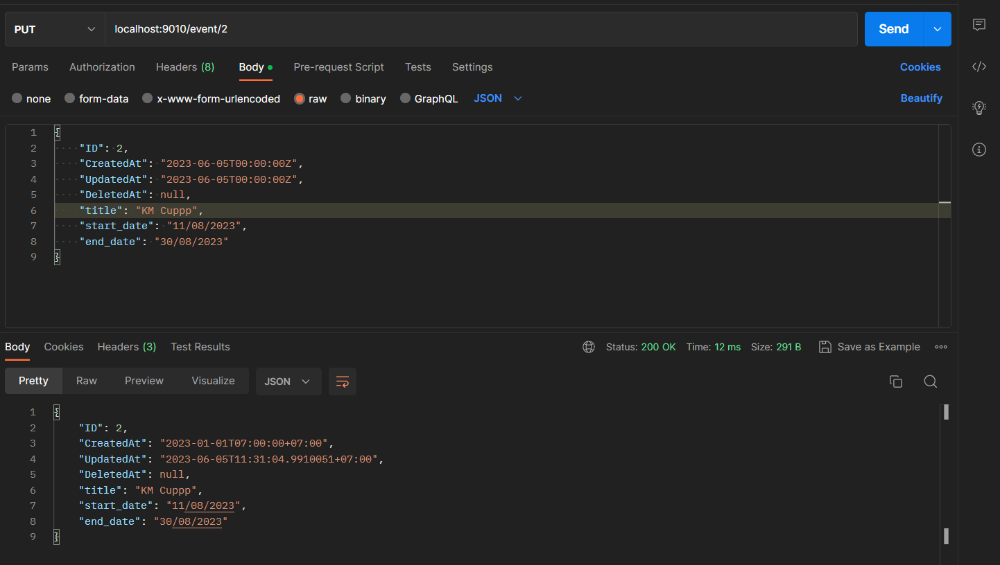 PUT localhost:9010/event/2 Send
Params Authorization Headers (8) Body Pre-request Script Tests Settings Cookies
none form-data x-www-form-urlencoded raw binary GraphQL JSON Beautify
1 {
2 "ID": 2,
3 "CreatedAt": "2023-06-05T00:00:00Z",
4 "UpdatedAt": "2023-06-05T00:00:00Z",
5 "DeletedAt": null,
6 "title": "KM Cuppp",
7 "start_date": "11/08/2023",
8 "end_date": "30/08/2023"
9 }
Body Cookies Headers (3) Test Results Status: 200 OK Time: 12 ms Size: 291 B Save as Example
Pretty Raw Preview Visualize JSON
1 {
2 "ID": 2,
3 "CreatedAt": "2023-01-01T07:00:00+07:00",
4 "UpdatedAt": "2023-06-05T11:31:04.9910051+07:00",
5 "DeletedAt": null,
6 "title": "KM Cuppp",
7 "start_date": "11/08/2023",
8 "end_date": "30/08/2023"
9 }